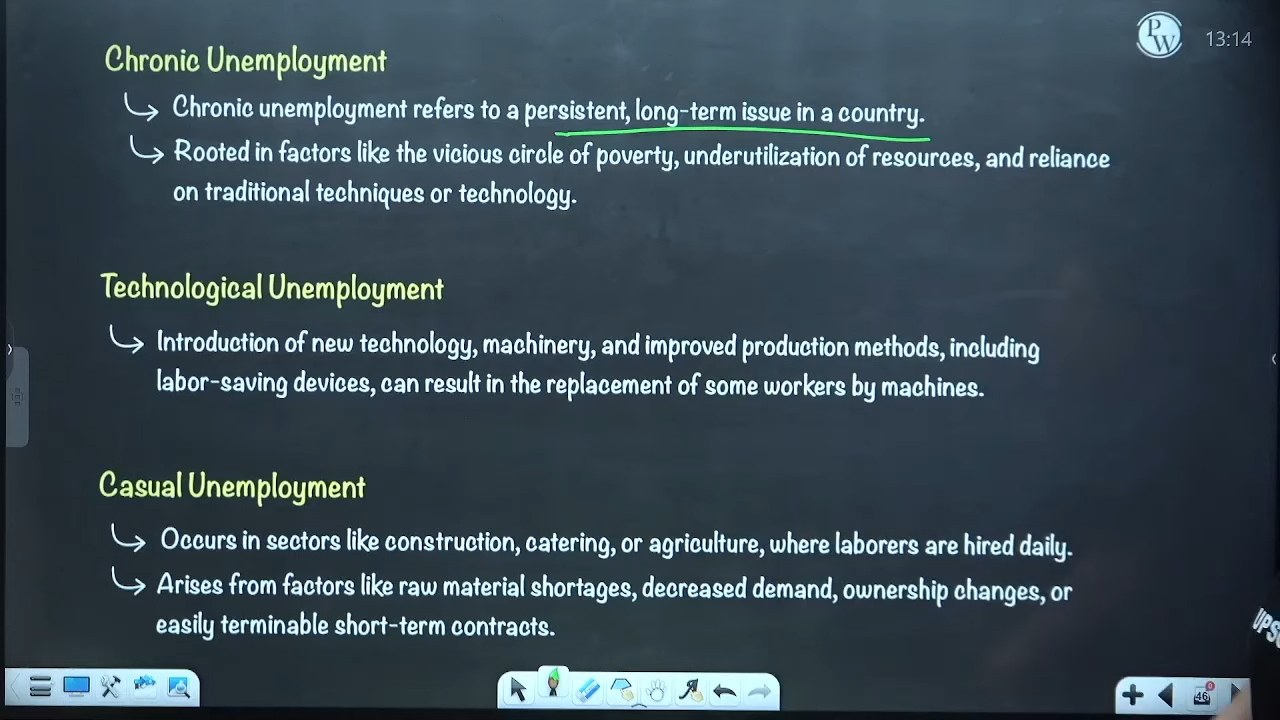 PW
13:14
Chronic Unemployment
Chronic unemployment refers to a persistent, long-term issue in a country.
Rooted in factors like the vicious circle of poverty, underutilization of resources, and reliance
on traditional techniques or technology.
Technological Unemployment
Introduction of new technology, machinery, and improved production methods, including
labor-saving devices, can result in the replacement of some workers by machines.
Casual Unemployment
Occurs in sectors like construction, catering, or agriculture, where laborers are hired daily.
Arises from factors like raw material shortages, decreased demand, ownership changes, or
easily terminable short-term contracts.
UPS
46